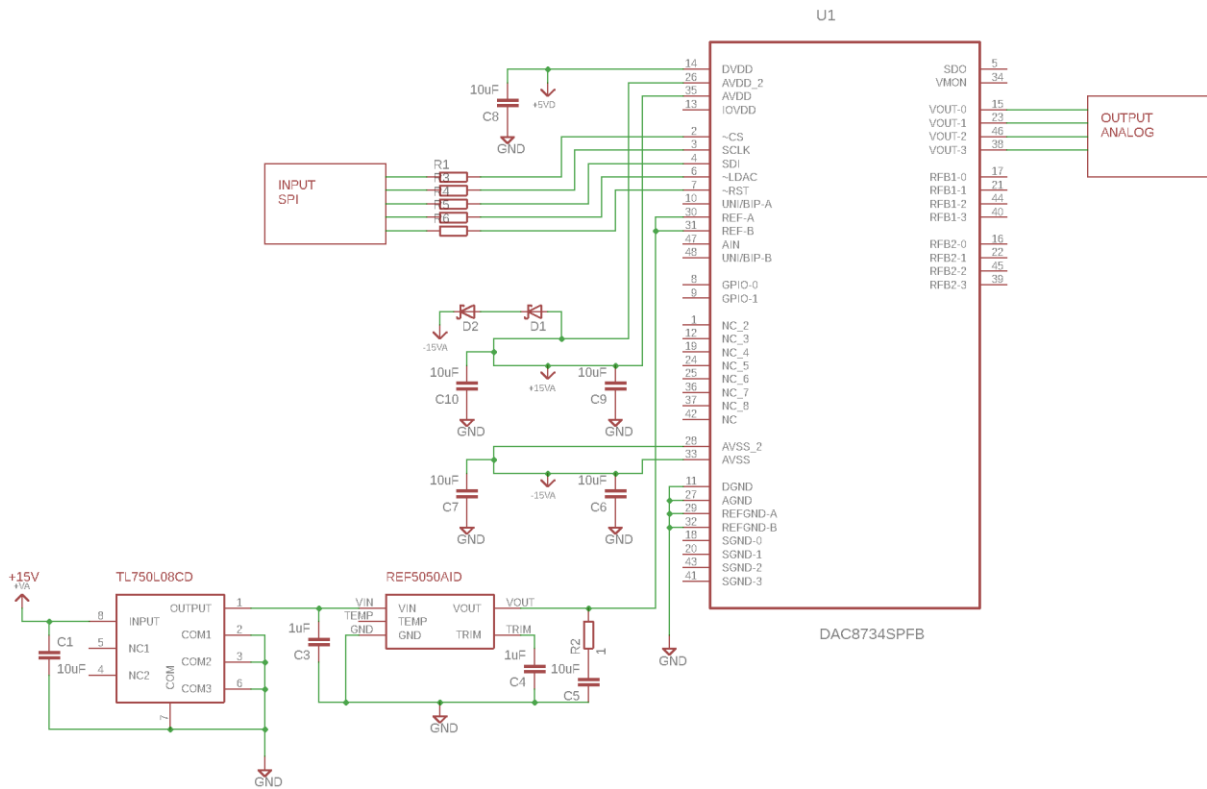 U1
14 DVDD
26 AVDD_2
35 AVDD
13 IOVDD
2 ~CS
3 SCLK
4 SDI
6 ~LDAC
7 ~RST
10 UNI/BIP-A
30 REF-A
31 REF-B
47 AIN
48 UNI/BIP-B
8 GPIO-0
9 GPIO-1
1 NC_2
12 NC_3
19 NC_4
24 NC_5
25 NC_6
36 NC_7
37 NC_8
42 NC
28 AVSS_2
33 AVSS
11 DGND
27 AGND
29 REFGND-A
32 REFGND-B
18 SGND-0
20 SGND-1
43 SGND-2
41 SGND-3
SDO 5
VMON 34
VOUT-0 15
VOUT-1 23
VOUT-2 46
VOUT-3 38
RFB1-0 17
RFB1-1 21
RFB1-2 44
RFB1-3 40
RFB2-0 16
RFB2-1 22
RFB2-2 45
RFB2-3 39
DAC8734SPFB
OUTPUT
ANALOG
10uF
C8
+5VD
GND
INPUT
SPI
R1
R3
R4
R5
R6
D2
D1
-15VA
10uF
C10
+15VA
10uF
C9
GND
GND
10uF
C7
-15VA
10uF
C6
GND
GND
+15V
+VA
TL750L08CD
8 INPUT
5 NC1
4 NC2
OUTPUT 1
COM1 2
COM2 3
COM3 6
COM
7
C1
10uF
GND
1uF
C3
REF5050AID
VIN VIN
TEMP TEMP
GND GND
VOUT VOUT
TRIM TRIM
1uF
C4
R2
1
10uF
C5
GND
GND